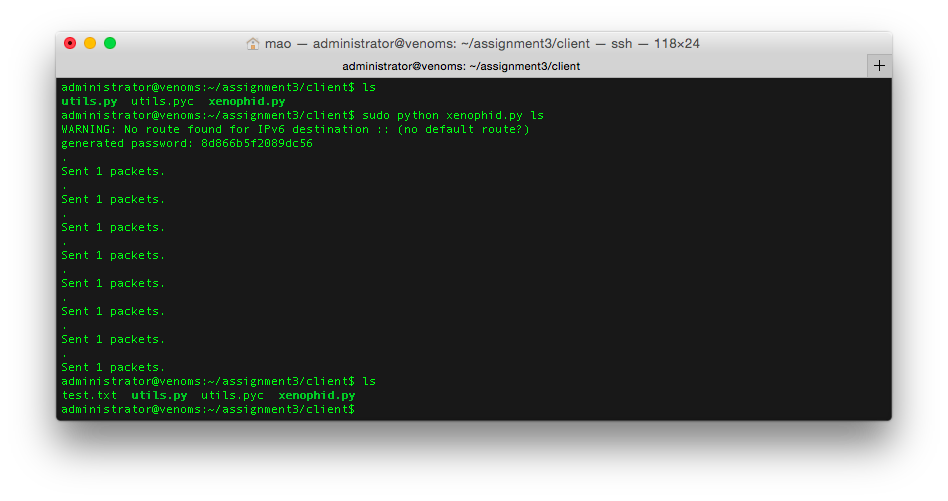 mao — administrator@venoms: ~/assignment3/client — ssh — 118×24
administrator@venoms: ~/assignment3/client
+
administrator@venoms:~/assignment3/client$ ls
utils.py utils.pyc xenophid.py
administrator@venoms:~/assignment3/client$ sudo python xenophid.py ls
WARNING: No route found for IPv6 destination :: (no default route?)
generated password: 8d866b5f2089dc56
.
Sent 1 packets.
.
Sent 1 packets.
.
Sent 1 packets.
.
Sent 1 packets.
.
Sent 1 packets.
.
Sent 1 packets.
.
Sent 1 packets.
.
Sent 1 packets.
administrator@venoms:~/assignment3/client$ ls
test.txt utils.py utils.pyc xenophid.py
administrator@venoms:~/assignment3/client$